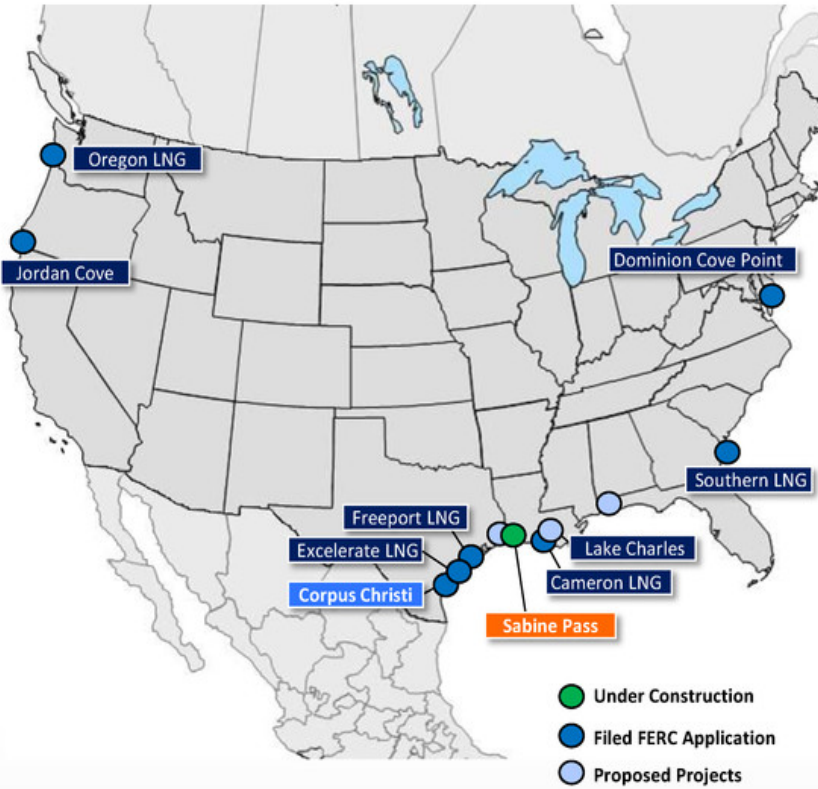 Oregon LNG
Jordan Cove
Dominion Cove Point
Southern LNG
Freeport LNG
Excelerate LNG
Lake Charles
Cameron LNG
Corpus Christi
Sabine Pass
Under Construction
Filed FERC Application
Proposed Projects